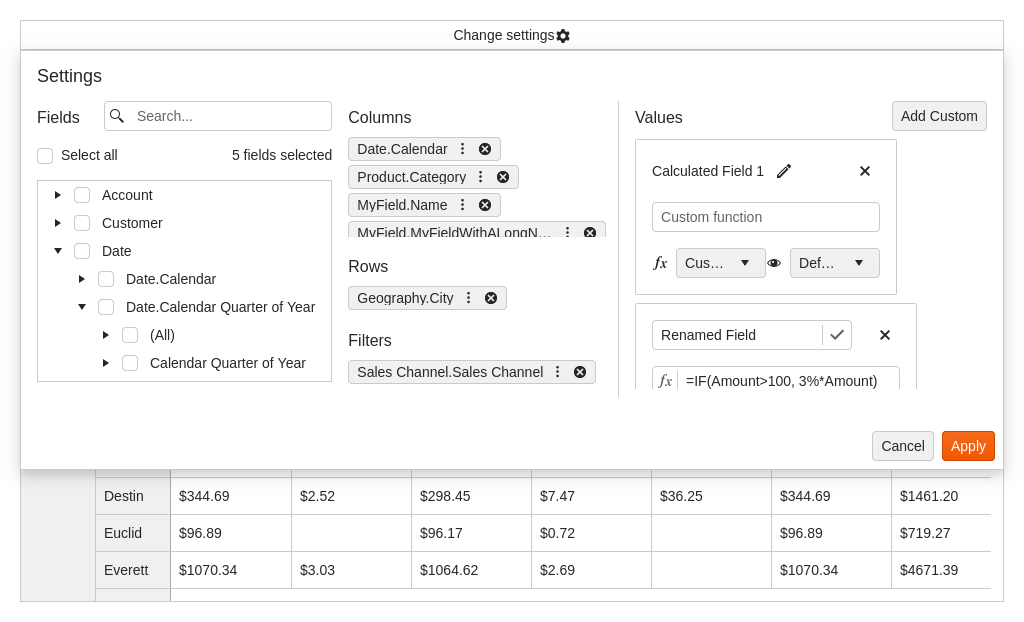 Change settings
Settings
Fields
Search...
Select all
5 fields selected
Account
Customer
Date
Date.Calendar
Date.Calendar Quarter of Year
(All)
Calendar Quarter of Year
Columns
Date.Calendar
Product.Category
MyField.Name
MyField.MyFieldWithALongN...
Rows
Geography.City
Filters
Sales Channel.Sales Channel
Values
Add Custom
Calculated Field 1
Custom function
fx Cus... Def...
Renamed Field
fx =IF(Amount>100, 3%*Amount)
Cancel
Apply
Destin $344.69 $2.52 $298.45 $7.47 $36.25 $344.69 $1461.20
Euclid $96.89 $96.17 $0.72 $96.89 $719.27
Everett $1070.34 $3.03 $1064.62 $2.69 $1070.34 $4671.39